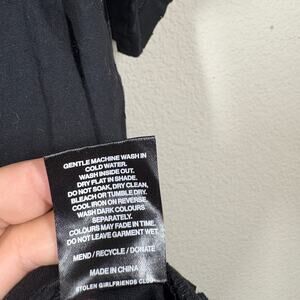 GENTLE MACHINE WASH IN
COLD WATER.
WASH INSIDE OUT.
DRY FLAT IN SHADE.
DO NOT SOAK, DRY CLEAN,
BLEACH OR TUMBLE DRY.
COOL IRON ON REVERSE.
WASH DARK COLOURS
SEPARATELY.
COLOURS MAY FADE IN TIME.
DO NOT LEAVE GARMENT WET.
MEND / RECYCLE / DONATE
MADE IN CHINA
STOLEN GIRLFRIENDS CLUB